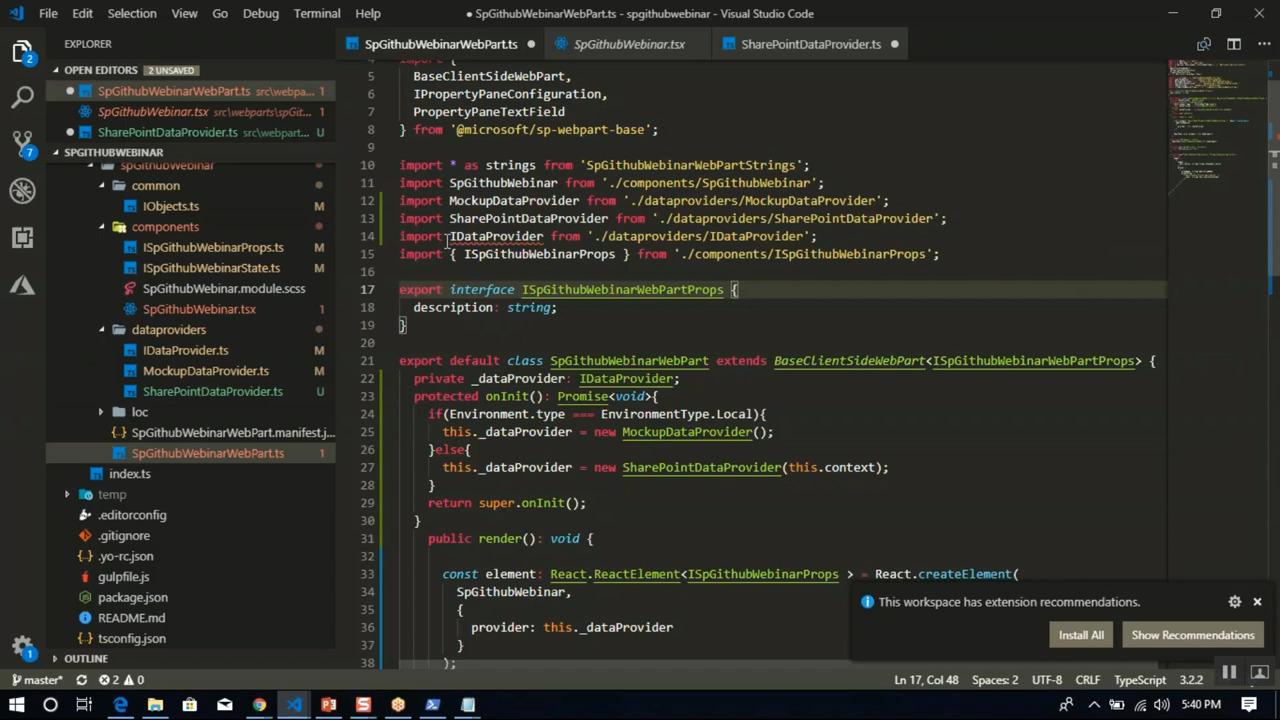 File Edit Selection View Go Debug Terminal Help
● SpGithubWebinarWebPart.ts - spgithubwebinar - Visual Studio Code
EXPLORER
SpGithubWebinarWebPart.ts ●
SpGithubWebinar.tsx
SharePointDataProvider.ts ●
OPEN EDITORS 2 UNSAVED
● SpGithubWebinarWebPart.ts src\webpa... 1
SpGithubWebinar.tsx src\webparts\spGit...
● SharePointDataProvider.ts src\webpart... U
SPGITHUBWEBINAR
spGithubWebinar
common
IObjects.ts M
components
ISpGithubWebinarProps.ts M
ISpGithubWebinarState.ts M
SpGithubWebinar.module.scss
SpGithubWebinar.tsx 1
dataproviders
IDataProvider.ts M
MockupDataProvider.ts M
SharePointDataProvider.ts U
loc
SpGithubWebinarWebPart.manifest.j...
SpGithubWebinarWebPart.ts 1
index.ts
temp
.editorconfig
.gitignore
.yo-rc.json
gulpfile.js
package.json
README.md
tsconfig.json
OUTLINE
4 import {
5 BaseClientSideWebPart,
6 IPropertyPaneConfiguration,
7 PropertyPaneTextField
8 } from '@microsoft/sp-webpart-base';
9
10 import * as strings from 'SpGithubWebinarWebPartStrings';
11 import SpGithubWebinar from './components/SpGithubWebinar';
12 import MockupDataProvider from './dataproviders/MockupDataProvider';
13 import SharePointDataProvider from './dataproviders/SharePointDataProvider';
14 import IDataProvider from './dataproviders/IDataProvider';
15 import { ISpGithubWebinarProps } from './components/ISpGithubWebinarProps';
16
17 export interface ISpGithubWebinarWebPartProps {
18 description: string;
19 }
20
21 export default class SpGithubWebinarWebPart extends BaseClientSideWebPart<ISpGithubWebinarWebPartProps> {
22 private _dataProvider: IDataProvider;
23 protected onInit(): Promise<void>{
24 if(Environment.type === EnvironmentType.Local){
25 this._dataProvider = new MockupDataProvider();
26 }else{
27 this._dataProvider = new SharePointDataProvider(this.context);
28 }
29 return super.onInit();
30 }
31 public render(): void {
32
33 const element: React.ReactElement<ISpGithubWebinarProps > = React.createElement(
34 SpGithubWebinar,
35 {
36 provider: this._dataProvider
37 }
38 );
This workspace has extension recommendations.
Install All Show Recommendations
2
7
1
master* 2 0 Ln 17, Col 48 Spaces: 2 UTF-8 CRLF TypeScript 3.2.2
5:40 PM